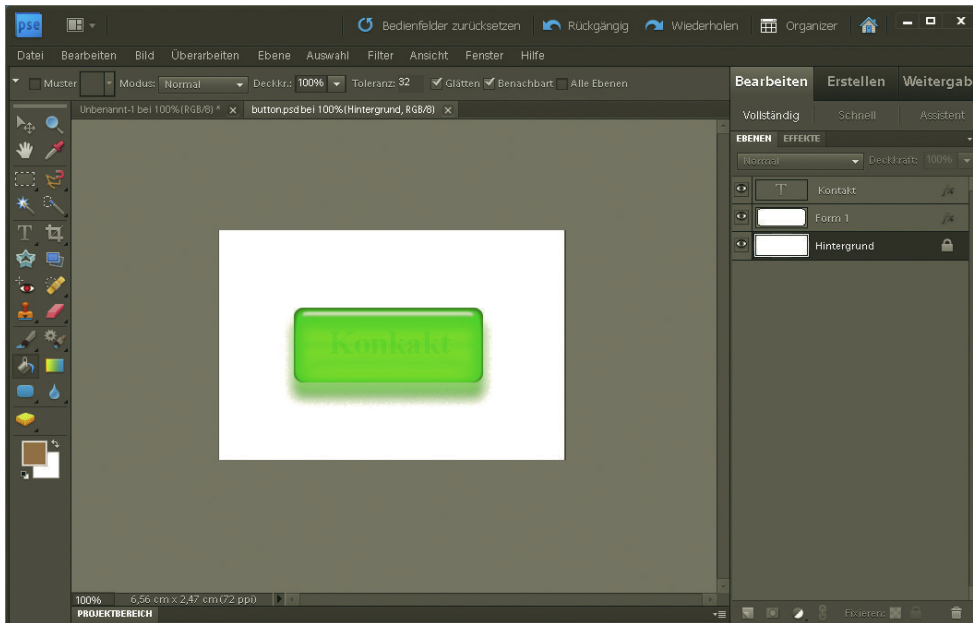 pse Bedienfelder zurücksetzen Rückgängig Wiederholen Organizer
Datei Bearbeiten Bild Überarbeiten Ebene Auswahl Filter Ansicht Fenster Hilfe
Muster Modus: Normal Deckkr.: 100% Toleranz: 32 Glätten Benachbart Alle Ebenen
Bearbeiten Erstellen Weitergab
Unbenannt-1 bei 100% (RGB/8) * x button.psd bei 100% (Hintergrund, RGB/8) x
Vollständig Schnell Assistent
EBENEN EFFEKTE
Normal Deckkraft: 100%
T Kontakt fx
Form 1 fx
Hintergrund
Konkakt
100% 6,56 cm x 2,47 cm (72 ppi)
PROJEKTBEREICH
Fixieren: